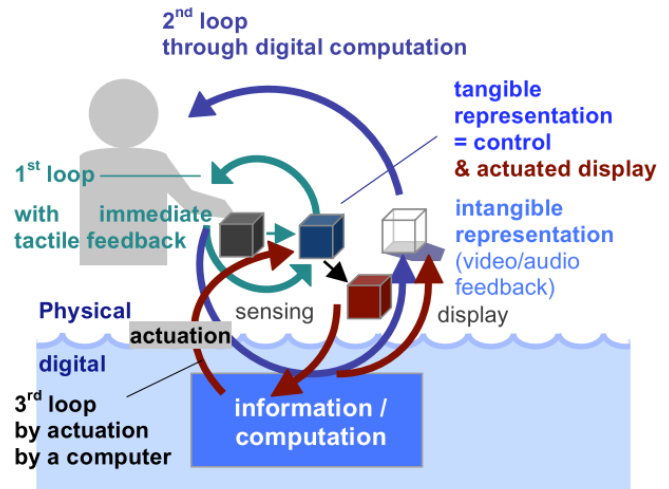 2nd loop
through digital computation
tangible
representation
= control
& actuated display
1st loop
with immediate
tactile feedback
intangible
representation
(video/audio
feedback)
sensing
display
Physical
actuation
digital
3rd loop
by actuation
by a computer
information /
computation